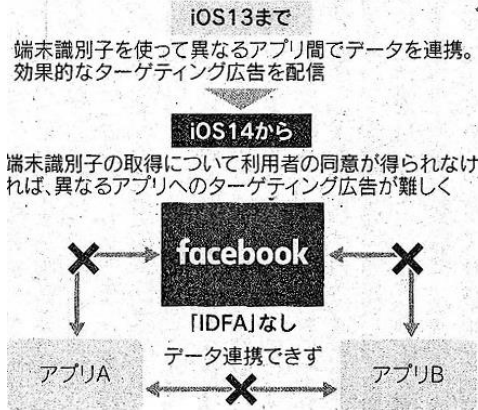 iOS13まで
端末識別子を使って異なるアプリ間でデータを連携。
効果的なターゲティング広告を配信
iOS14から
端末識別子の取得について利用者の同意が得られなけ
れば、異なるアプリへのターゲティング広告が難しく
facebook
「IDFA」なし
データ連携できず
アプリA
アプリB